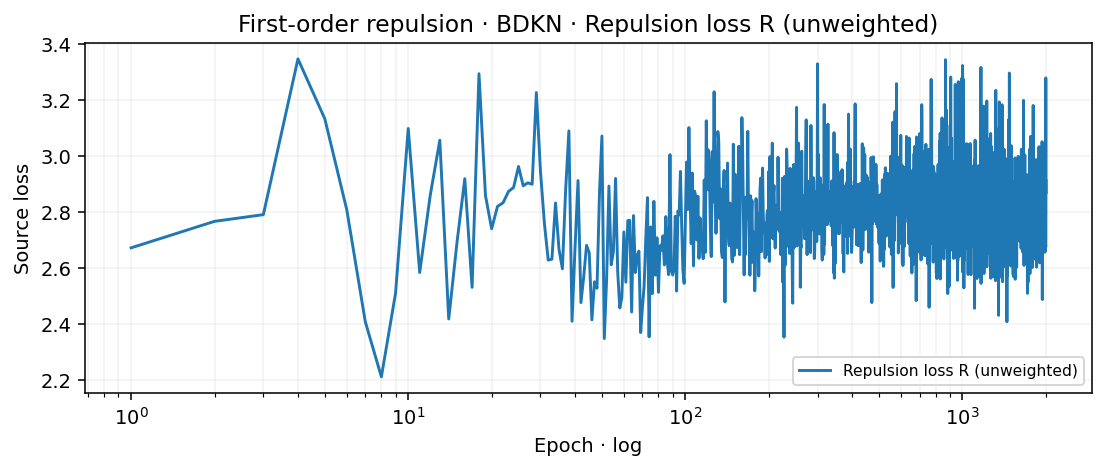 First-order repulsion · BDKN · Repulsion loss R (unweighted)
Source loss
3.4
3.2
3.0
2.8
2.6
2.4
2.2
Repulsion loss R (unweighted)
10⁰ 10¹ 10² 10³
Epoch · log